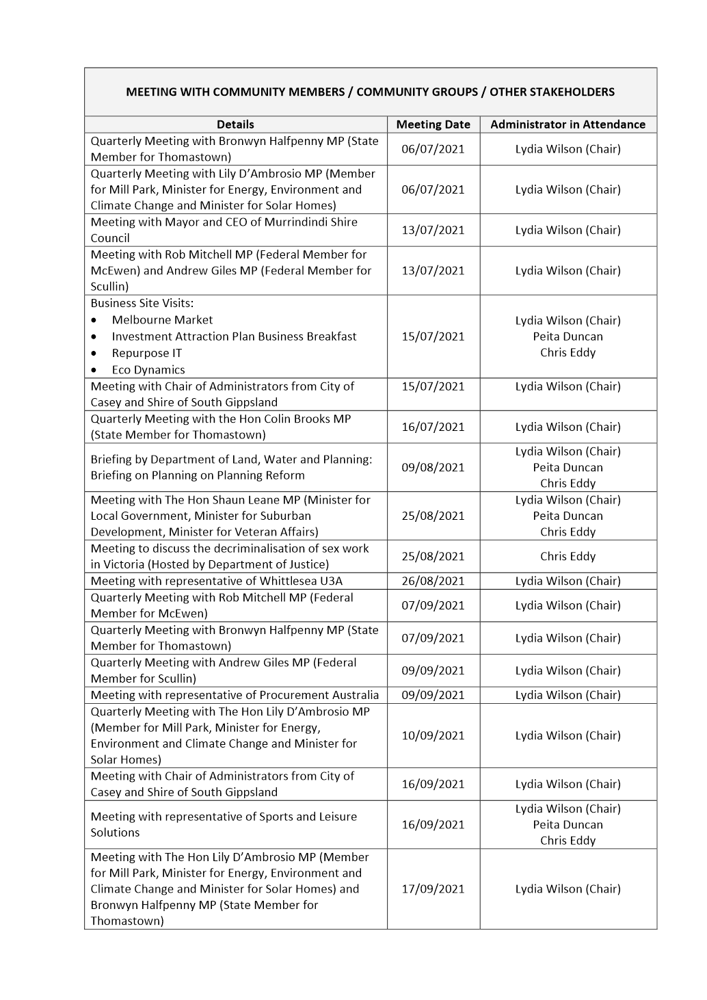 MEETING WITH COMMUNITY MEMBERS / COMMUNITY GROUPS / OTHER STAKEHOLDERS
Details Meeting Date Administrator in Attendance
Quarterly Meeting with Bronwyn Halfpenny MP (State
Member for Thomastown)
06/07/2021
Lydia Wilson (Chair)
Quarterly Meeting with Lily D’Ambrosio MP (Member
for Mill Park, Minister for Energy, Environment and
Climate Change and Minister for Solar Homes)
06/07/2021
Lydia Wilson (Chair)
Meeting with Mayor and CEO of Murrindindi Shire
Council
13/07/2021
Lydia Wilson (Chair)
Meeting with Rob Mitchell MP (Federal Member for
McEwen) and Andrew Giles MP (Federal Member for
Scullin)
13/07/2021
Lydia Wilson (Chair)
Business Site Visits:
• Melbourne Market
• Investment Attraction Plan Business Breakfast
• Repurpose IT
• Eco Dynamics
15/07/2021
Lydia Wilson (Chair)
Peita Duncan
Chris Eddy
Meeting with Chair of Administrators from City of
Casey and Shire of South Gippsland
15/07/2021
Lydia Wilson (Chair)
Quarterly Meeting with the Hon Colin Brooks MP
(State Member for Thomastown)
16/07/2021
Lydia Wilson (Chair)
Briefing by Department of Land, Water and Planning:
Briefing on Planning on Planning Reform
09/08/2021
Lydia Wilson (Chair)
Peita Duncan
Chris Eddy
Meeting with The Hon Shaun Leane MP (Minister for
Local Government, Minister for Suburban
Development, Minister for Veteran Affairs)
25/08/2021
Lydia Wilson (Chair)
Peita Duncan
Chris Eddy
Meeting to discuss the decriminalisation of sex work
in Victoria (Hosted by Department of Justice)
25/08/2021
Chris Eddy
Meeting with representative of Whittlesea U3A
26/08/2021
Lydia Wilson (Chair)
Quarterly Meeting with Rob Mitchell MP (Federal
Member for McEwen)
07/09/2021
Lydia Wilson (Chair)
Quarterly Meeting with Bronwyn Halfpenny MP (State
Member for Thomastown)
07/09/2021
Lydia Wilson (Chair)
Quarterly Meeting with Andrew Giles MP (Federal
Member for Scullin)
09/09/2021
Lydia Wilson (Chair)
Meeting with representative of Procurement Australia
09/09/2021
Lydia Wilson (Chair)
Quarterly Meeting with The Hon Lily D’Ambrosio MP
(Member for Mill Park, Minister for Energy,
Environment and Climate Change and Minister for
Solar Homes)
10/09/2021
Lydia Wilson (Chair)
Meeting with Chair of Administrators from City of
Casey and Shire of South Gippsland
16/09/2021
Lydia Wilson (Chair)
Meeting with representative of Sports and Leisure
Solutions
16/09/2021
Lydia Wilson (Chair)
Peita Duncan
Chris Eddy
Meeting with The Hon Lily D’Ambrosio MP (Member
for Mill Park, Minister for Energy, Environment and
Climate Change and Minister for Solar Homes) and
Bronwyn Halfpenny MP (State Member for
Thomastown)
17/09/2021
Lydia Wilson (Chair)